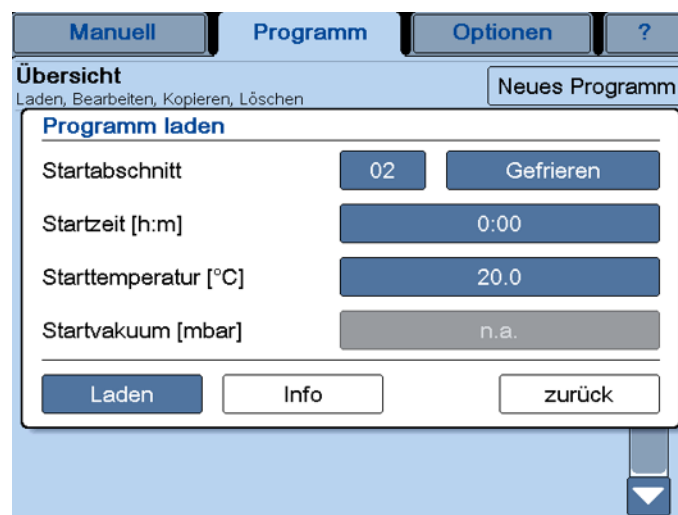 Manuell Programm Optionen ?
Übersicht
Laden, Bearbeiten, Kopieren, Löschen
Neues Programm
Programm laden
Startabschnitt 02 Gefrieren
Startzeit [h:m] 0:00
Starttemperatur [°C] 20.0
Startvakuum [mbar] n.a.
Laden Info zurück